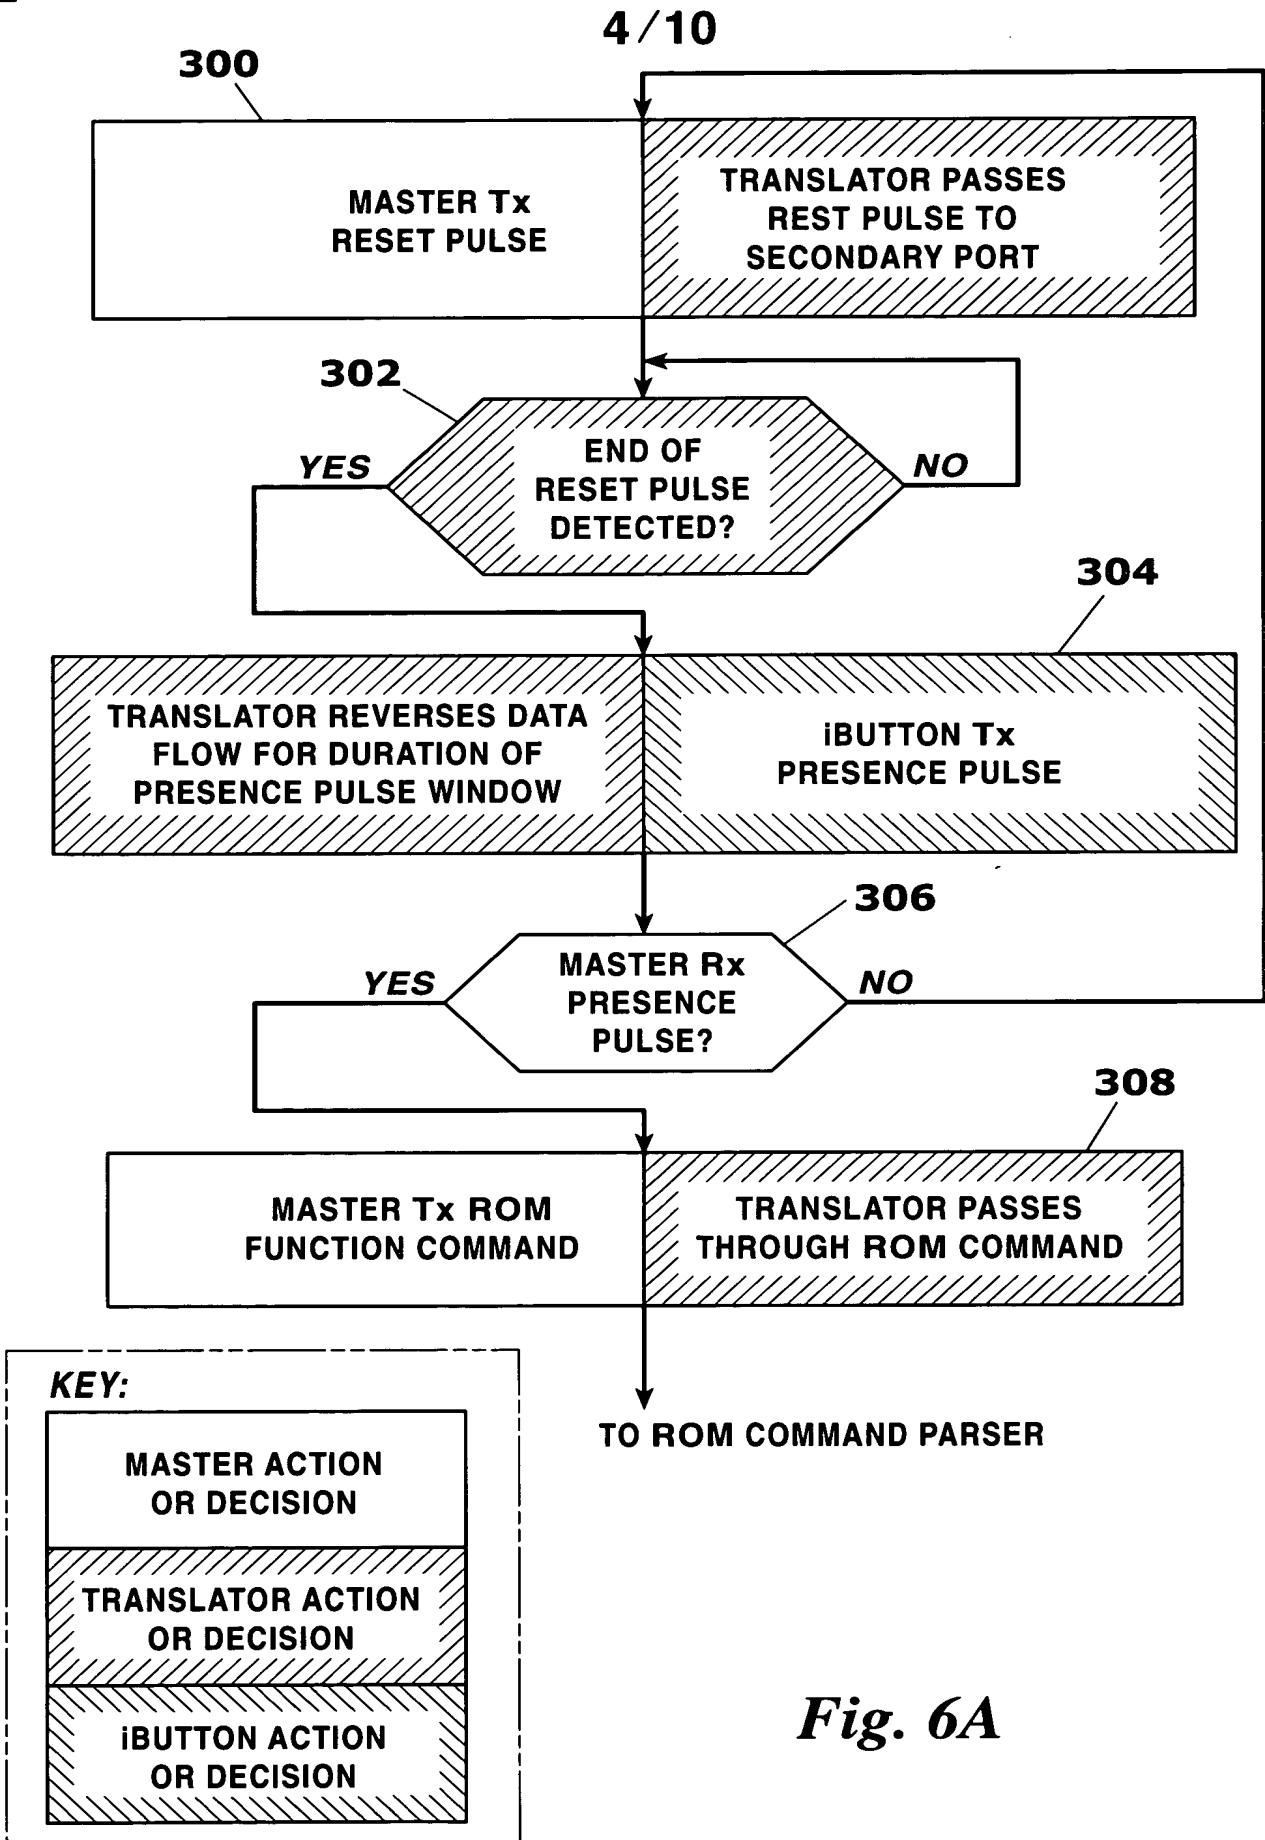 4/10
300
MASTER Tx
RESET PULSE
TRANSLATOR PASSES
REST PULSE TO
SECONDARY PORT
302
END OF
RESET PULSE
DETECTED?
YES
NO
304
TRANSLATOR REVERSES DATA
FLOW FOR DURATION OF
PRESENCE PULSE WINDOW
iBUTTON Tx
PRESENCE PULSE
306
MASTER Rx
PRESENCE
PULSE?
YES
NO
308
MASTER Tx ROM
FUNCTION COMMAND
TRANSLATOR PASSES
THROUGH ROM COMMAND
TO ROM COMMAND PARSER
KEY:
MASTER ACTION
OR DECISION
TRANSLATOR ACTION
OR DECISION
iBUTTON ACTION
OR DECISION
Fig. 6A